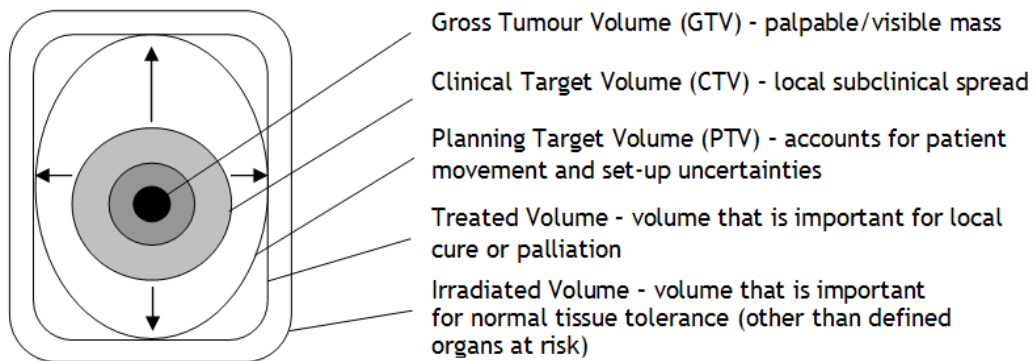 Gross Tumour Volume (GTV) – palpable/visible mass
Clinical Target Volume (CTV) – local subclinical spread
Planning Target Volume (PTV) – accounts for patient
movement and set-up uncertainties
Treated Volume – volume that is important for local
cure or palliation
Irradiated Volume – volume that is important
for normal tissue tolerance (other than defined
organs at risk)